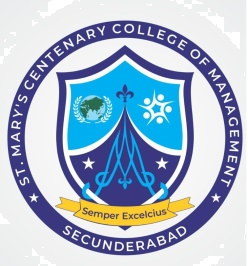 ST. MARY'S CENTENARY COLLEGE OF MANAGEMENT
Semper Excelcius
SECUNDERABAD